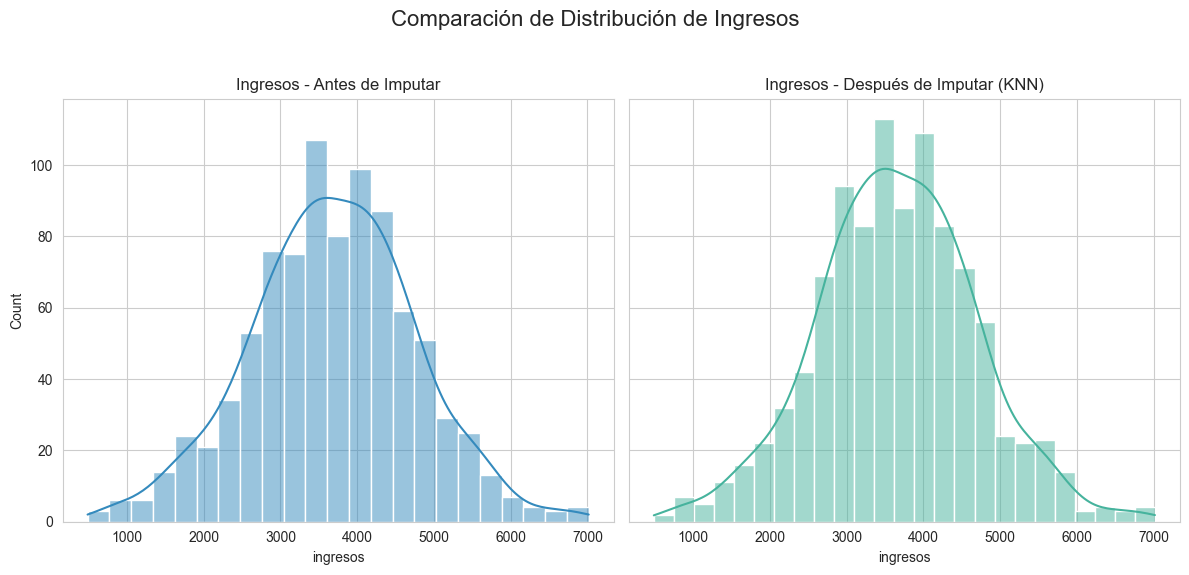 Comparación de Distribución de Ingresos
Ingresos - Antes de Imputar
Count
100
80
60
40
20
0
1000 2000 3000 4000 5000 6000 7000
ingresos
Ingresos - Después de Imputar (KNN)
1000 2000 3000 4000 5000 6000 7000
ingresos